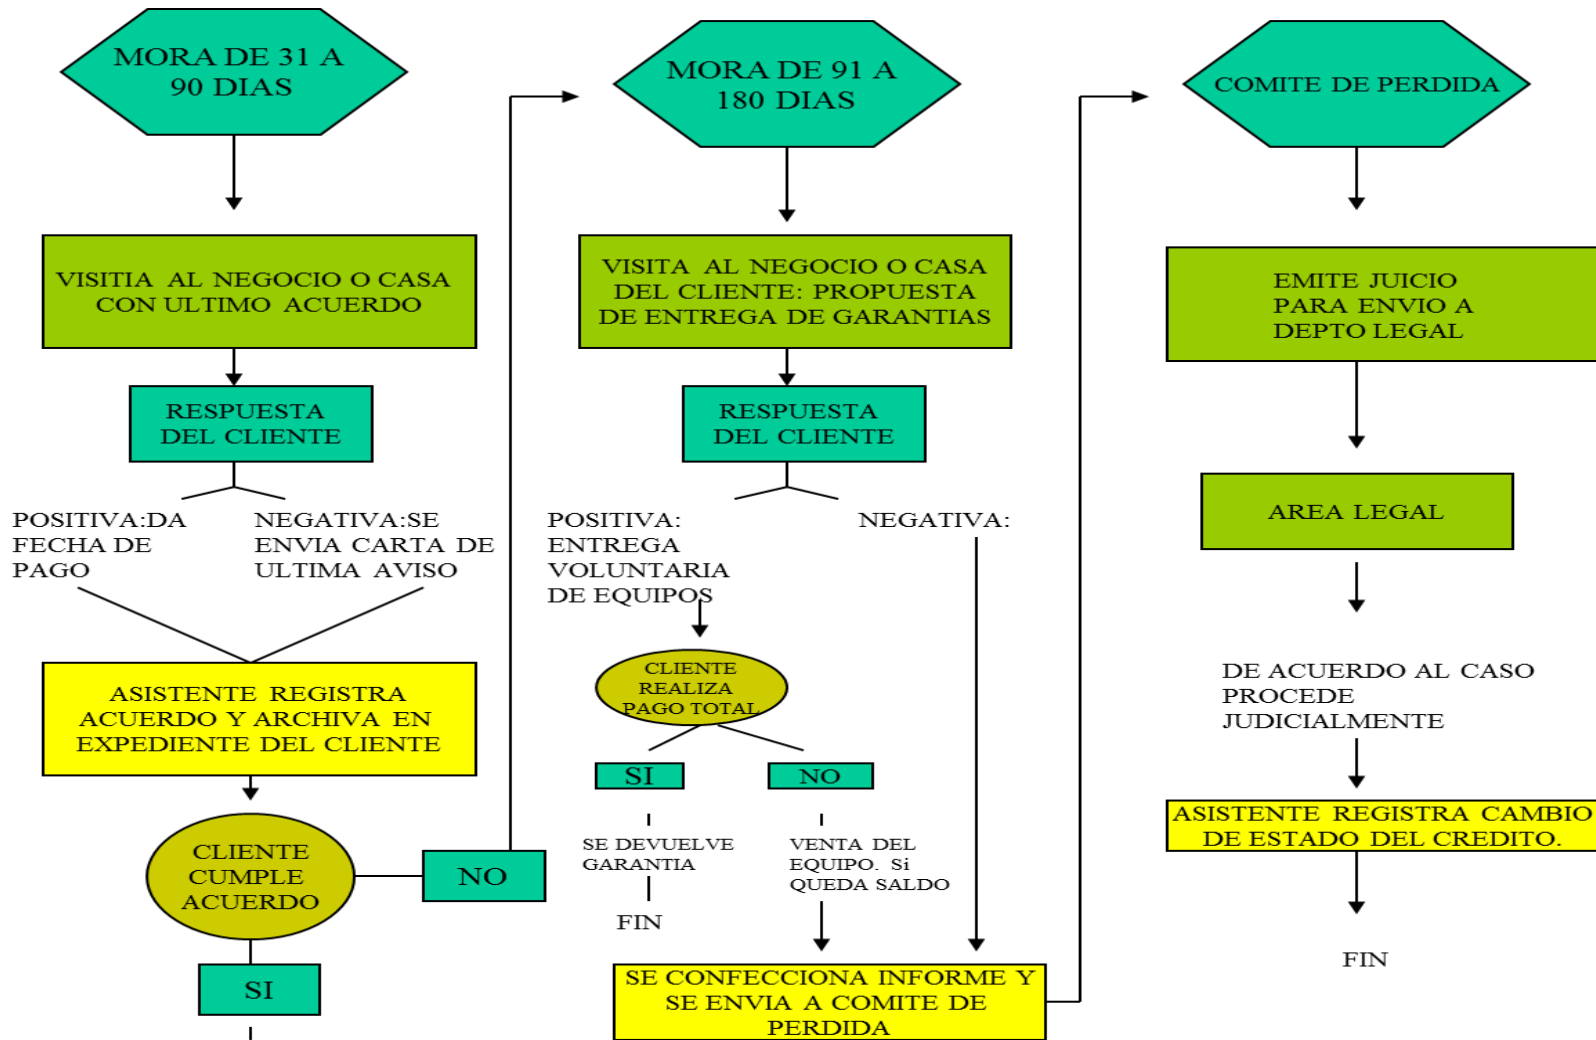 MORA DE 31 A
90 DIAS
VISITIA AL NEGOCIO O CASA
CON ULTIMO ACUERDO
RESPUESTA
DEL CLIENTE
POSITIVA:DA
FECHA DE
PAGO
NEGATIVA:SE
ENVIA CARTA DE
ULTIMA AVISO
ASISTENTE REGISTRA
ACUERDO Y ARCHIVA EN
EXPEDIENTE DEL CLIENTE
CLIENTE
CUMPLE
ACUERDO
NO
SI
MORA DE 91 A
180 DIAS
VISITA AL NEGOCIO O CASA
DEL CLIENTE: PROPUESTA
DE ENTREGA DE GARANTIAS
RESPUESTA
DEL CLIENTE
POSITIVA:
ENTREGA
VOLUNTARIA
DE EQUIPOS
NEGATIVA:
CLIENTE
REALIZA
PAGO TOTAL
SI
NO
SE DEVUELVE
GARANTIA
FIN
VENTA DEL
EQUIPO. Si
QUEDA SALDO
SE CONFECCIONA INFORME Y
SE ENVIA A COMITE DE
PERDIDA
COMITE DE PERDIDA
EMITE JUICIO
PARA ENVIO A
DEPTO LEGAL
AREA LEGAL
DE ACUERDO AL CASO
PROCEDE
JUDICIALMENTE
ASISTENTE REGISTRA CAMBIO
DE ESTADO DEL CREDITO.
FIN